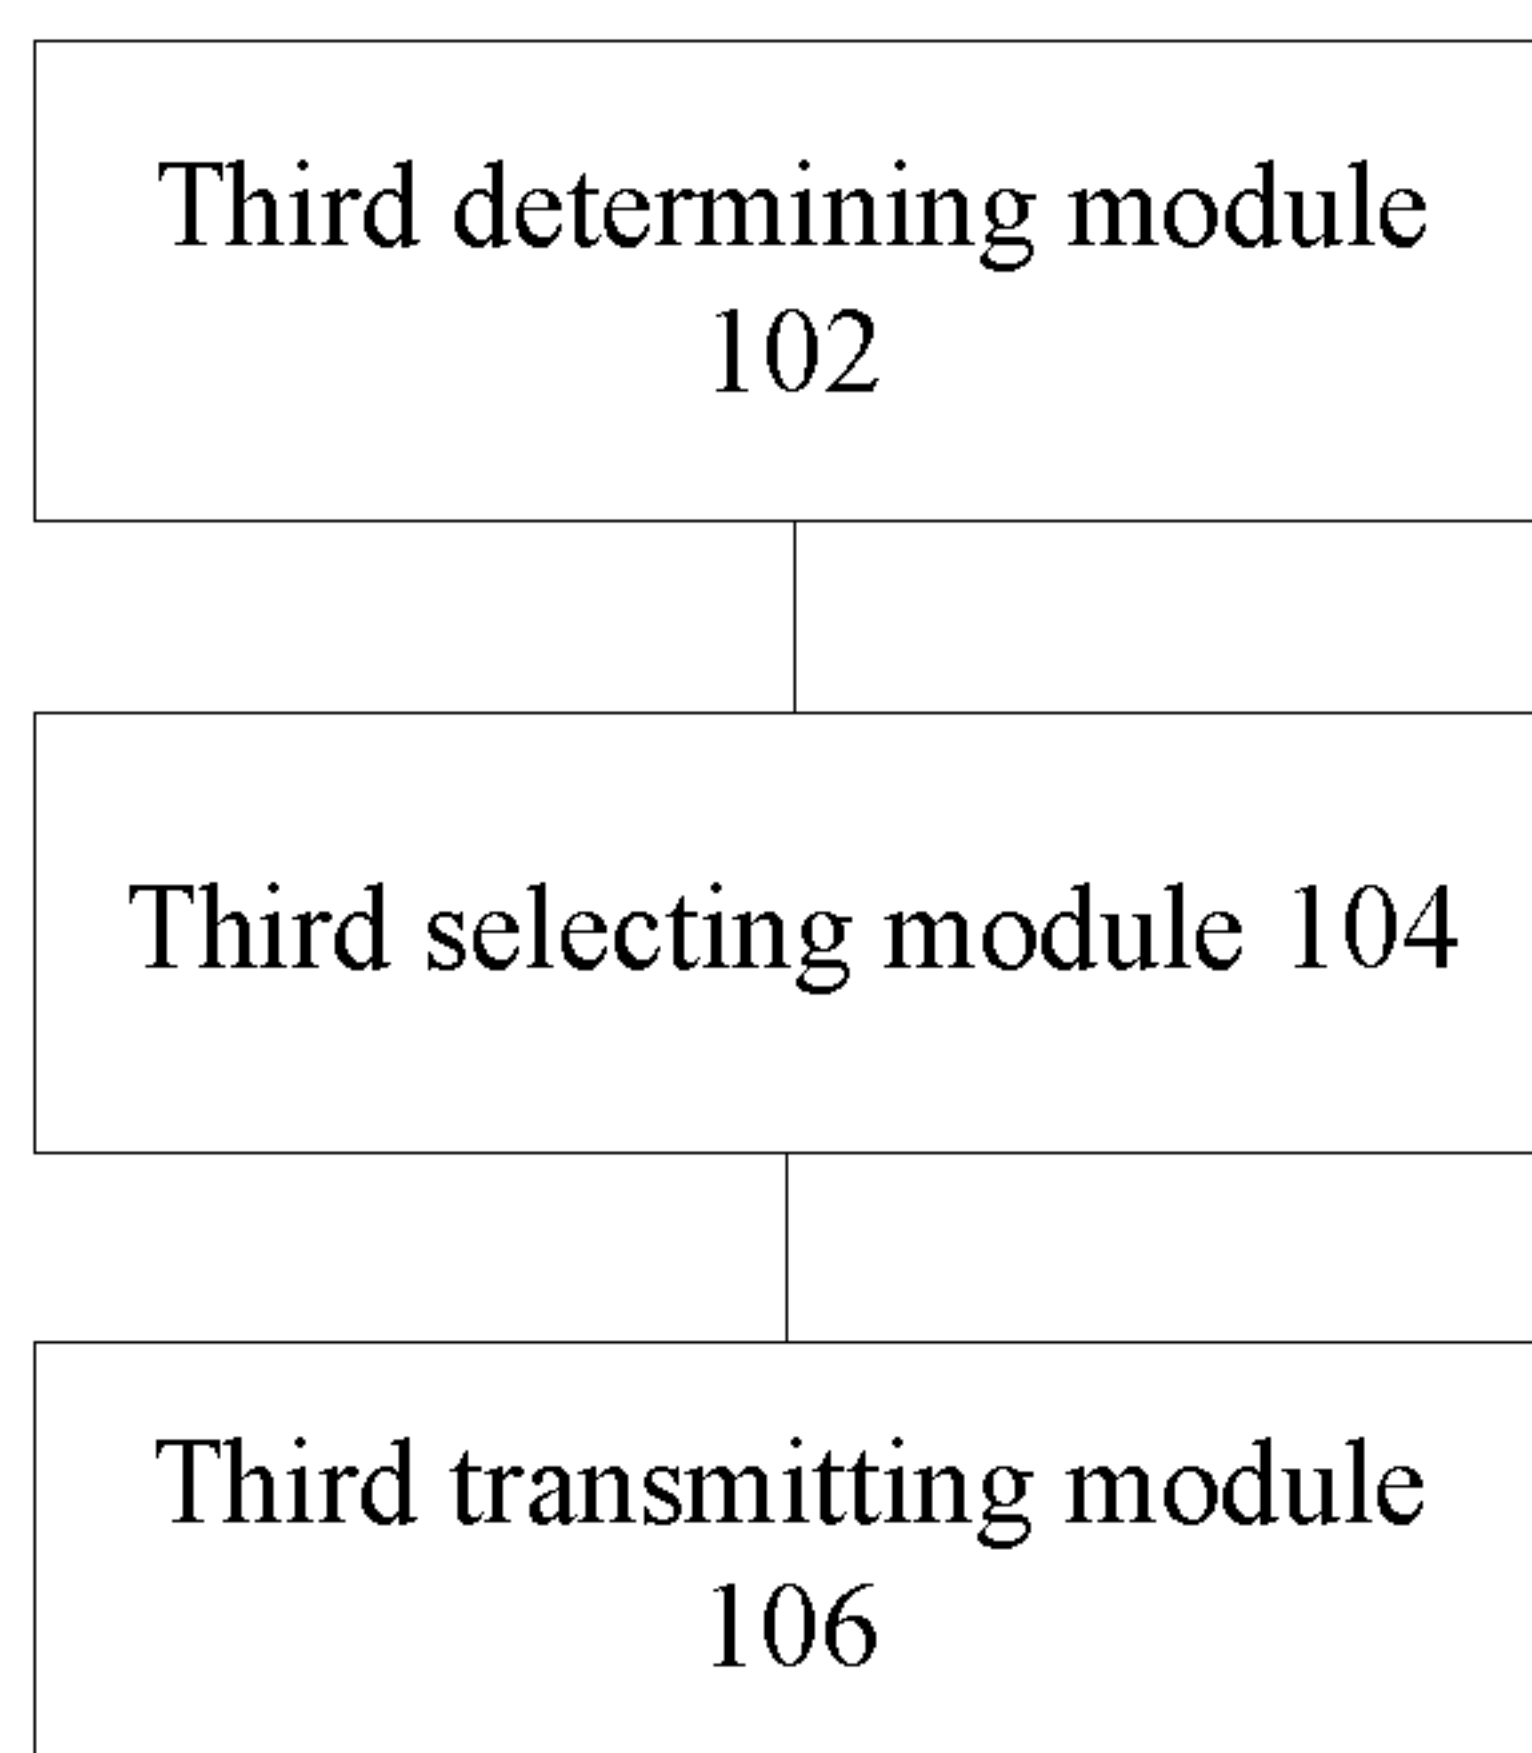 Third determining module
102
Third selecting module 104
Third transmitting module
106